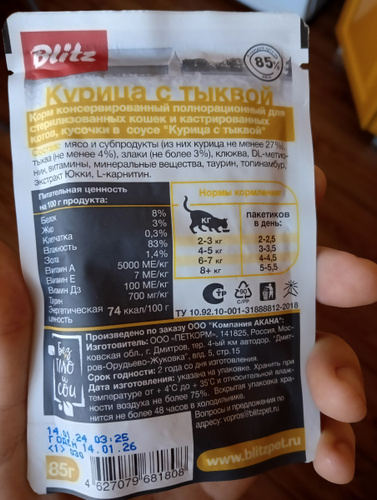 Blitz
85%
Курица с тыквой
Корм консервированный полнорационный для
стерилизованных кошек и кастрированных
котов, кусочки в соусе "Курица с тыквой"
мясо и субпродукты (из них курица не менее 27%,
тыква (не менее 4%), злаки (не более 3%), клюква, DL-метио-
нин, витамины, минеральные вещества, таурин, топинамбур,
экстракт Юкки, L-карнитин.
Питательная ценность
на 100 г продукта:
Белок 8%
Жир 3%
Клетчатка 0,3%
Влажность 83%
Зола 1,4%
Витамин А 5000 МЕ/кг
Витамин Е 7 МЕ/кг
Витамин Д3 100 МЕ/кг
Таурин 700 мг/кг
Энергетическая
ценность 74 ккал/100 г
Нормы кормления:
кг
пакетиков
в день:
2-3 кг 2-2,5
4-5 кг 3-3,5
6-7 кг 4-4,5
8+ кг 5-5,5
C/PP
ТУ 10.92.10-001-31888812-2018
Без
ГМО
и
сои
Произведено по заказу ООО "Компания АКАНА".
Изготовитель: ООО "ПЕТКОРМ", 141825, Россия, Мос-
ковская обл., г. Дмитров, тер. 4-ый км автодор. "Дмит-
ров-Орудьево-Жуковка", влд. 5, стр.15
Срок годности: 2 года со дня изготовления.
Дата изготовления: указана на упаковке. Хранить при
температуре от + 4°С до + 35°С и относительной влаж-
ности воздуха не более 75%. Вскрытая упаковка хра-
нится не более 48 часов в холодильнике.
Вопросы и предложения по
адресу: vopros@blitzpet.ru
14.01.24 03:25
ГОДЕН 14.01.26
<1> 020
85г
4 627079 681808
www.blitzpet.ru